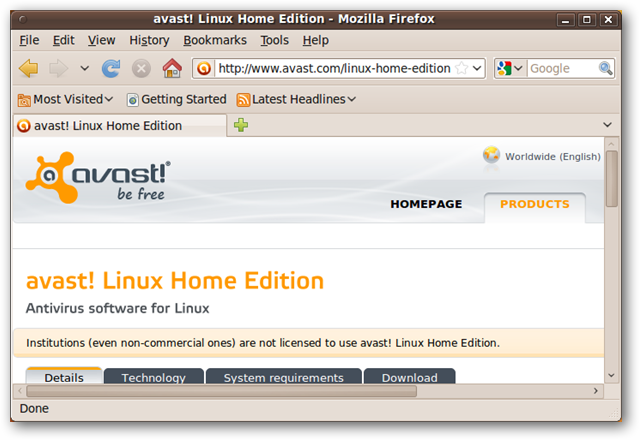 avast! Linux Home Edition - Mozilla Firefox
File Edit View History Bookmarks Tools Help
http://www.avast.com/linux-home-edition Google
Most Visited Getting Started Latest Headlines
avast! Linux Home Edition
Worldwide (English)
avast!®
be free
HOMEPAGE PRODUCTS
avast! Linux Home Edition
Antivirus software for Linux
Institutions (even non-commercial ones) are not licensed to use avast! Linux Home Edition.
Details Technology System requirements Download
Done